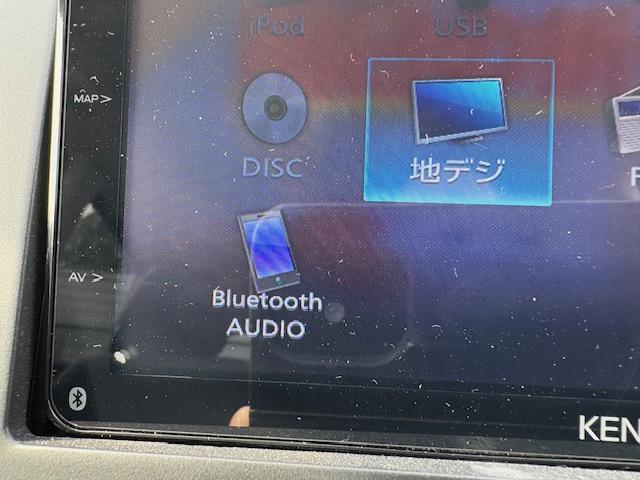 iPod
USB
MAP >
DISC
地デジ
AV >
Bluetooth
AUDIO